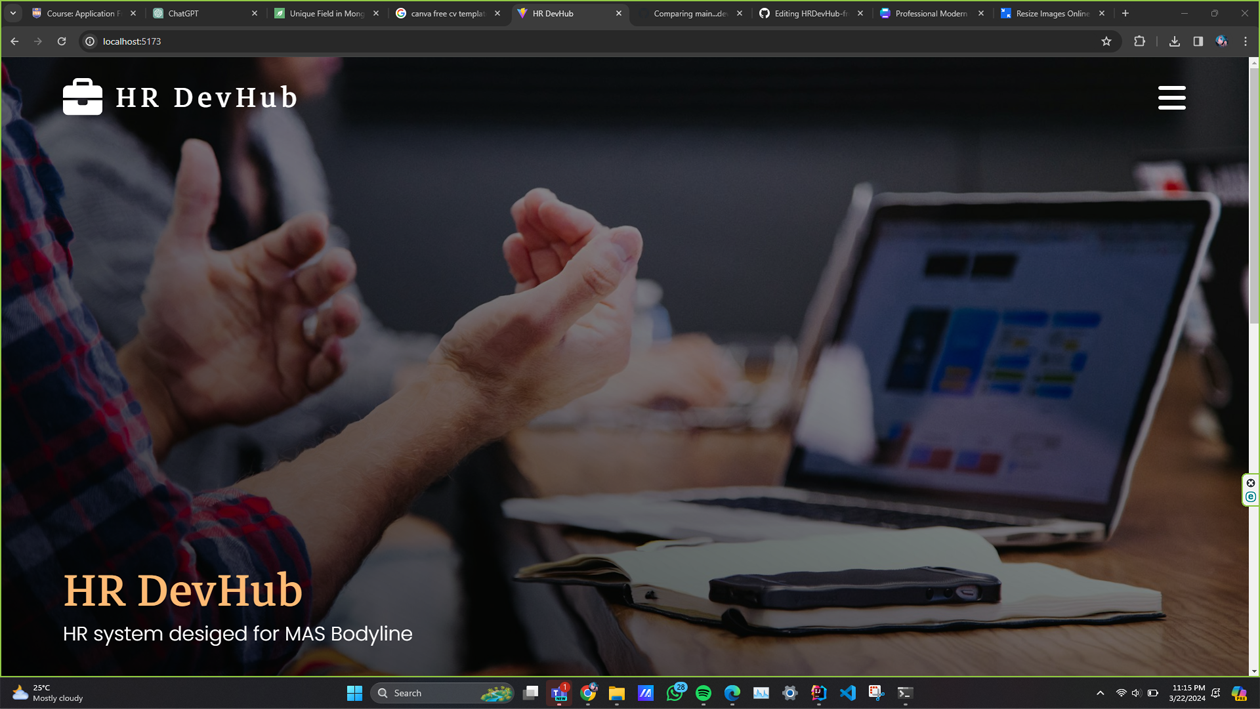 Course: Application F
ChatGPT
Unique Field in Mong
canva free cv templat
HR DevHub
Comparing main...de
Editing HRDevHub-fr
Professional Modern
Resize Images Online
localhost:5173
HR DevHub
HR DevHub
HR system desiged for MAS Bodyline
25°C
Mostly cloudy
Search
1
28
11:15 PM
3/22/2024